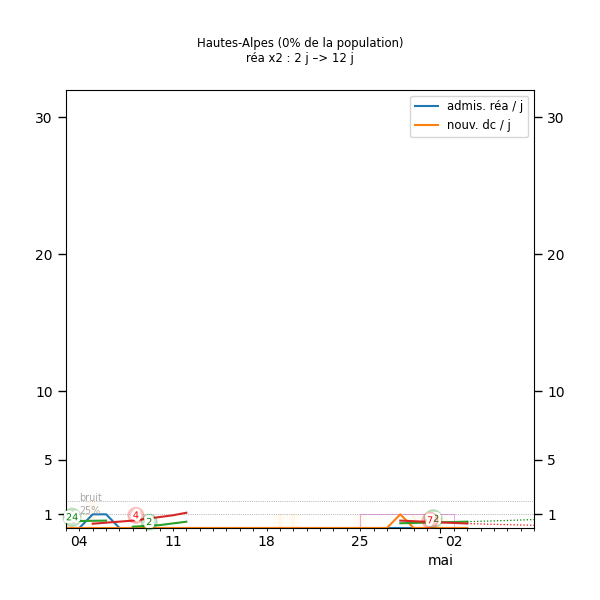 Hautes-Alpes (0% de la population)
réa x2 : 2 j –> 12 j
admis. réa / j
nouv. dc / j
30 30
20 20
10 10
5 5
bruit
25%
1 1
24 4 2 7
04 11 18 25 02
mai